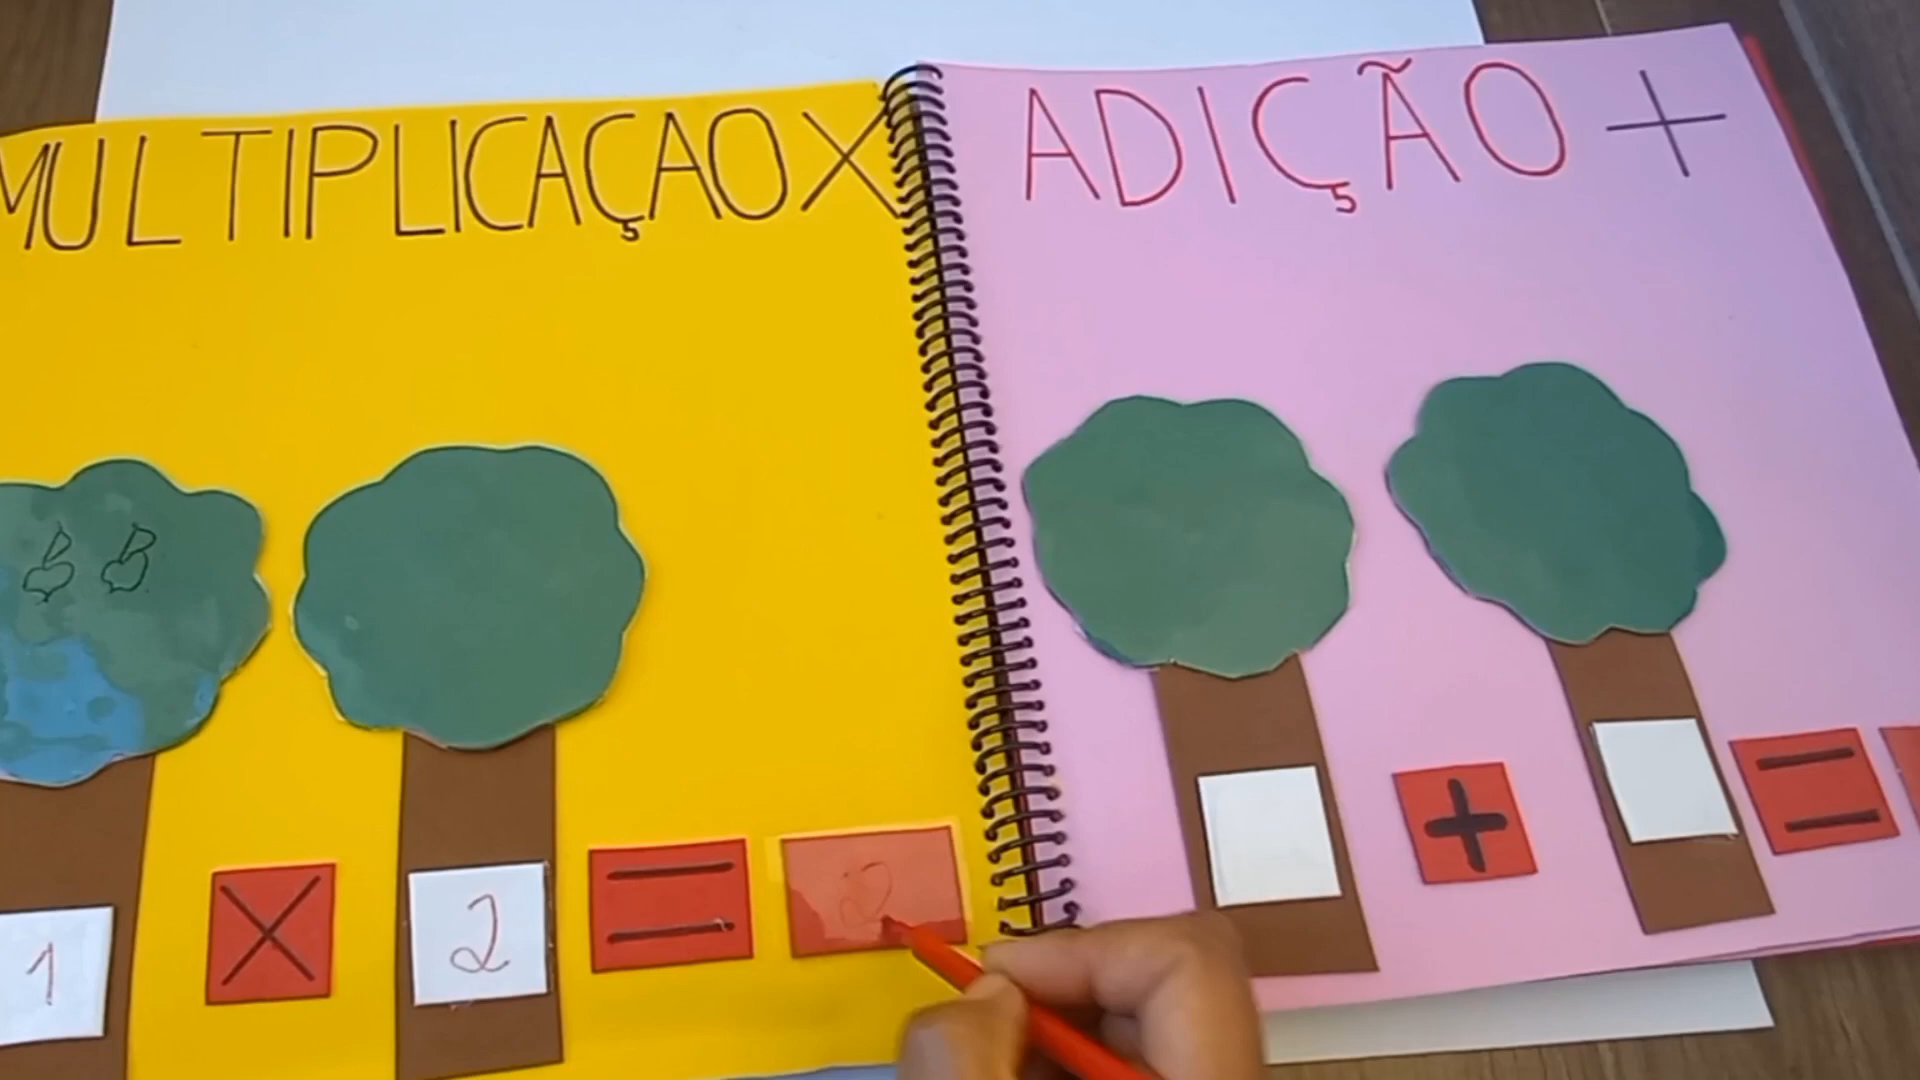 MULTIPLICAÇAO X
1 X 2 = 2
ADIÇÃO +
+ =